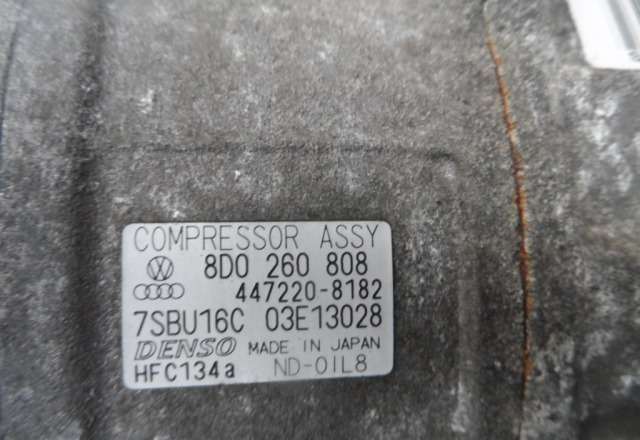 COMPRESSOR ASSY
8D0 260 808
447220-8182
7SBU16C 03E13028
DENSO MADE IN JAPAN
HFC134a ND-OIL8